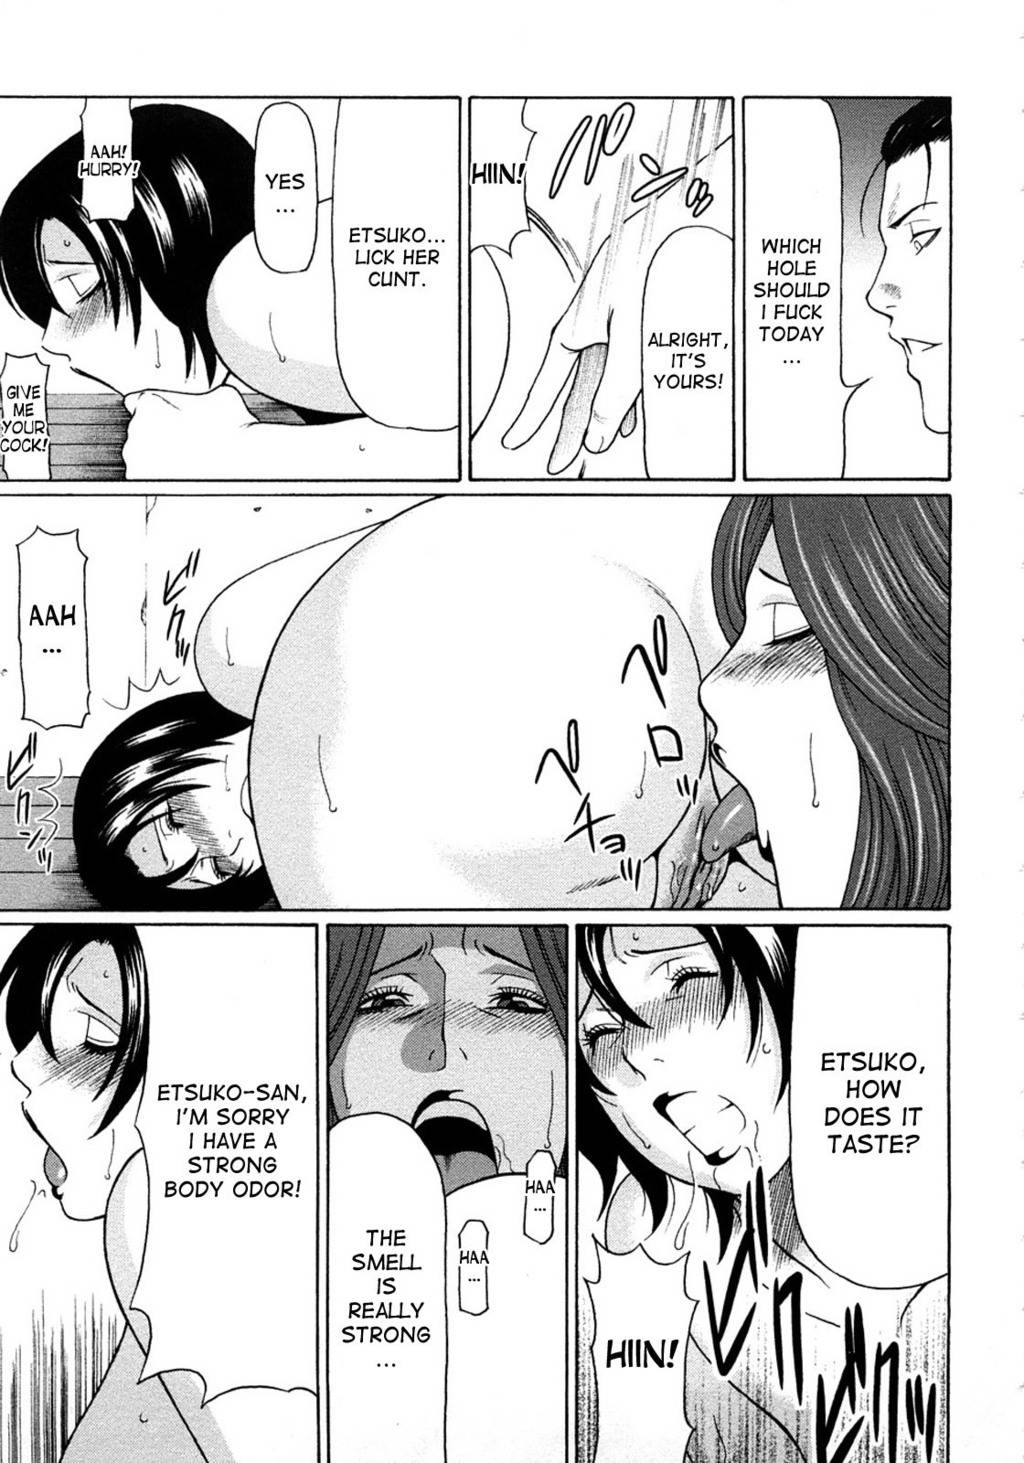 WHICH
HOLE
SHOULD
I FUCK
TODAY
...
HIIN!
ALRIGHT,
IT'S
YOURS!
ETSUKO...
LICK HER
CUNT.
YES
...
AAH!
HURRY!
GIVE
ME
YOUR
COCK!
AAH
...
ETSUKO,
HOW
DOES IT
TASTE?
HIIN!
HAA
...
HAA
...
THE
SMELL
IS
REALLY
STRONG
...
ETSUKO-SAN,
I'M SORRY
I HAVE A
STRONG
BODY ODOR!